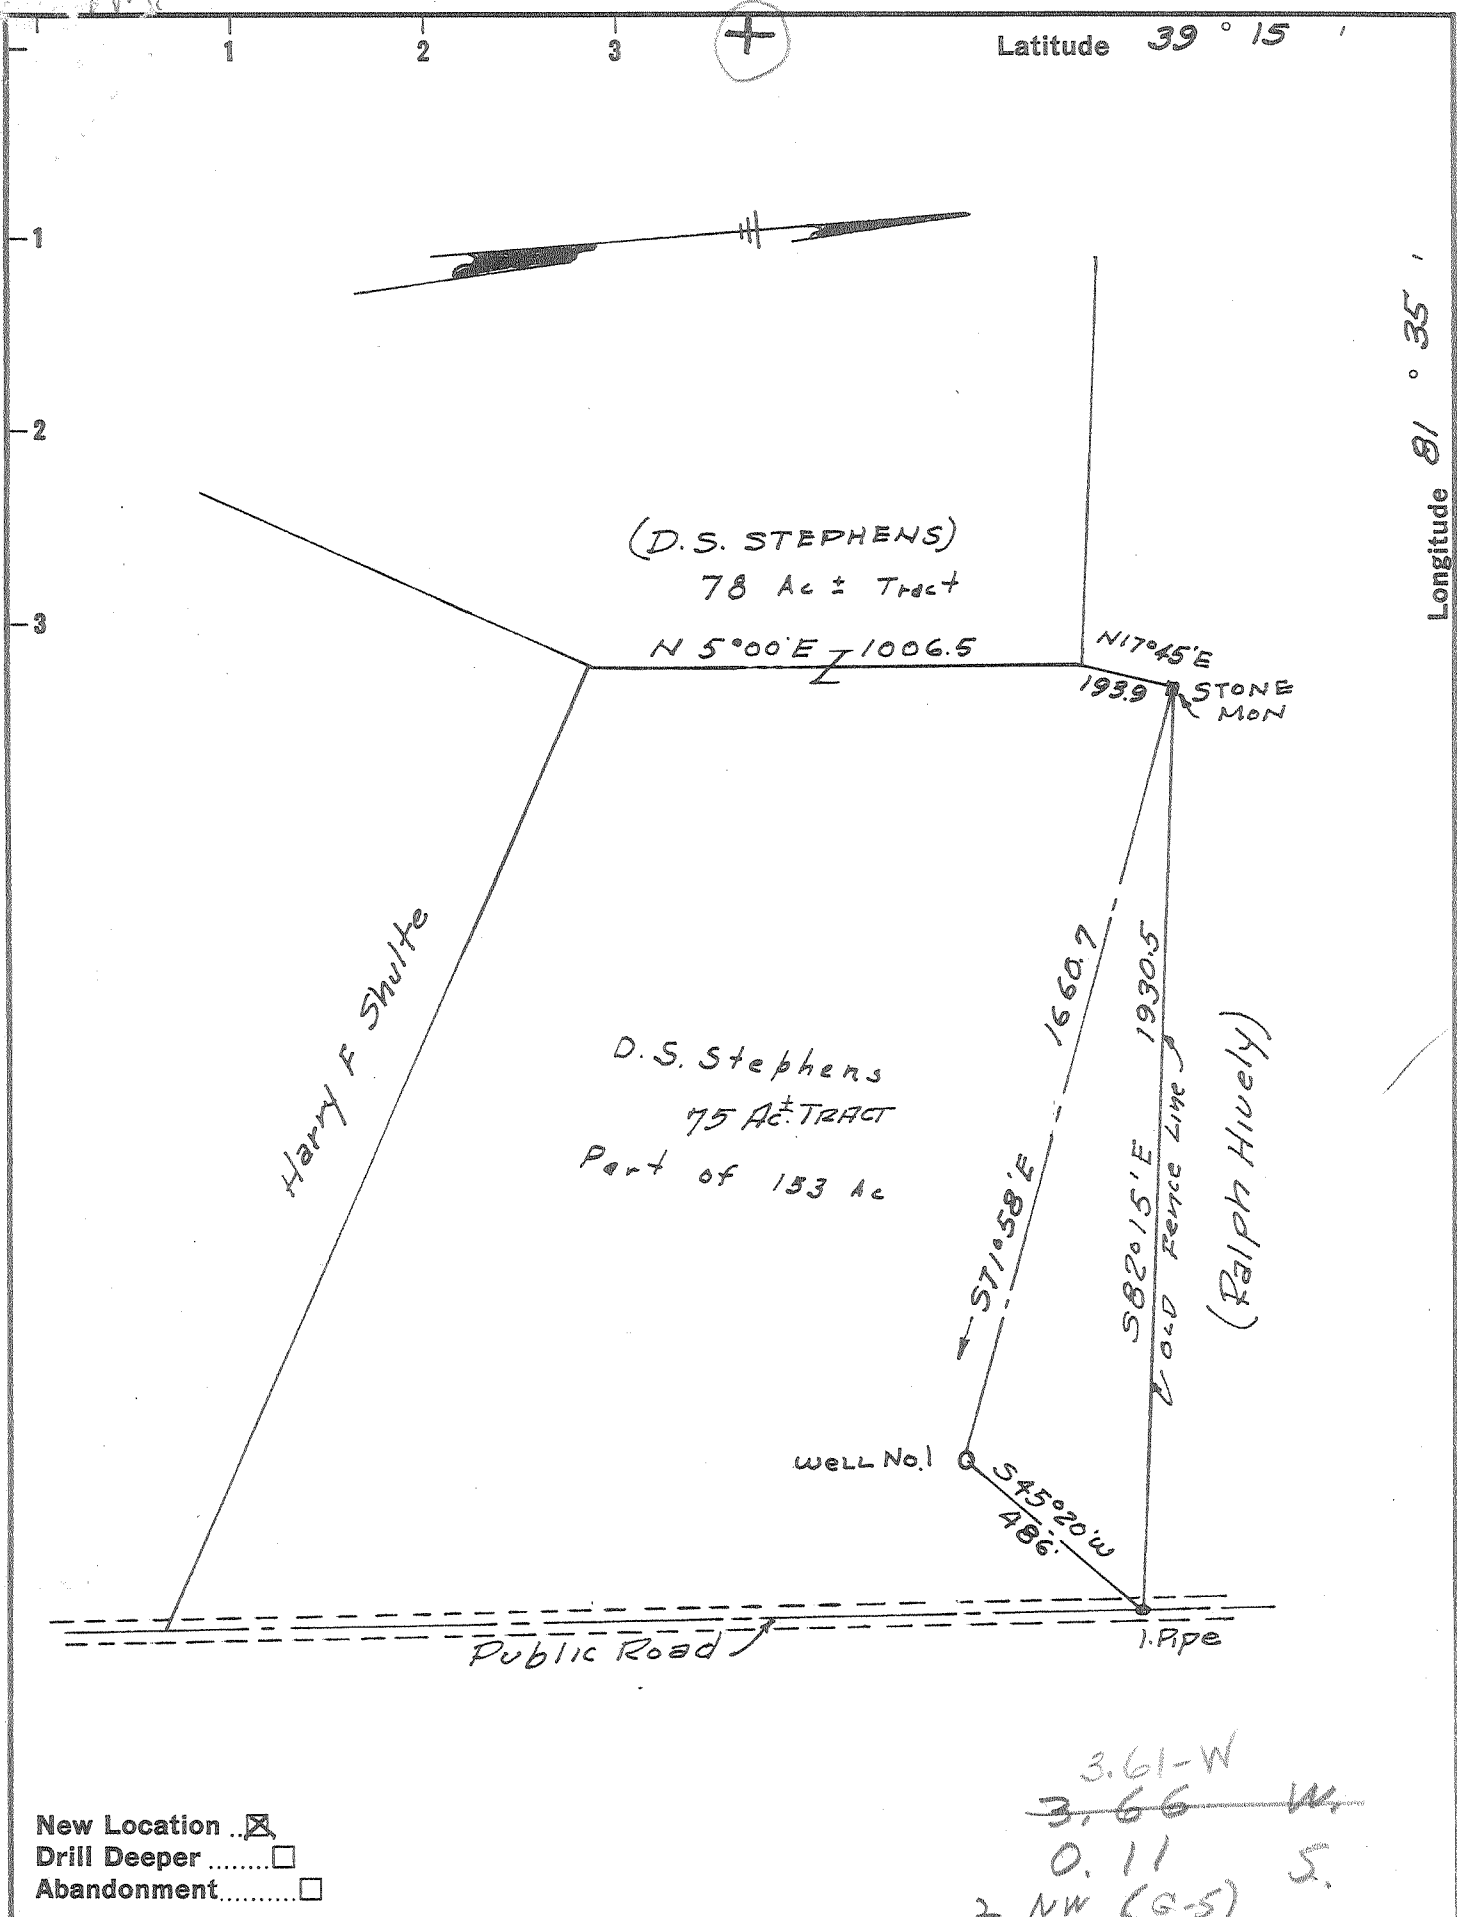 1 2 3 + Latitude 39 ° 15 '
1
2
3
Longitude 81 ° 35 '
(D.S. STEPHENS)
78 Ac ± Tract
N 5°00'E 1006.5
N17°45'E
193.9
STONE
MON
Harry F Shulte
1660.7
S71°58'E
1930.5
S82°15'E
OLD Fence Line
(Ralph Hively)
D.S. Stephens
75 Ac.± TRACT
Part of 153 Ac
WELL No.1
S45°20'W
486'
Public Road
I.Pipe
3.61-W
3.66 W.
0.11 S.
2 NW (G-5)
New Location ..☒
Drill Deeper ........☐
Abandonment..........☐